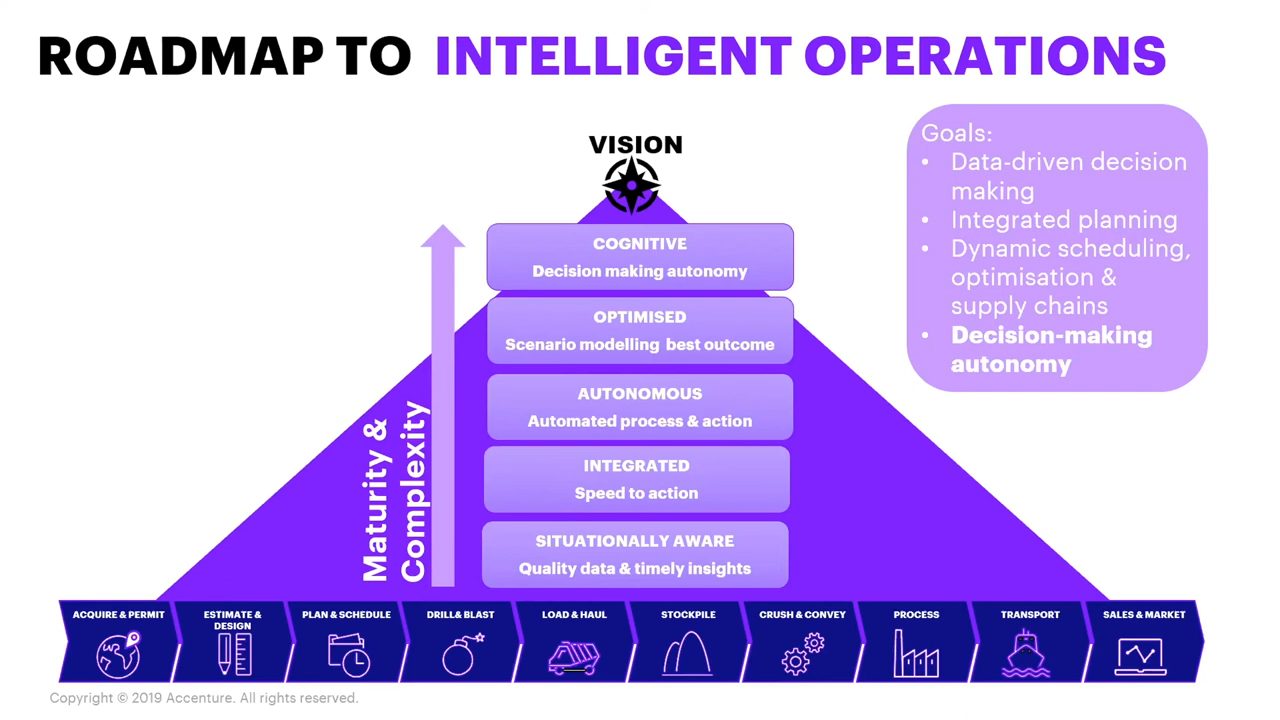 ROADMAP TO INTELLIGENT OPERATIONS
VISION
COGNITIVE
Decision making autonomy
OPTIMISED
Scenario modelling best outcome
AUTONOMOUS
Automated process & action
INTEGRATED
Speed to action
SITUATIONALLY AWARE
Quality data & timely insights
Maturity &
Complexity
Goals:
• Data-driven decision
making
• Integrated planning
• Dynamic scheduling,
optimisation &
supply chains
• Decision-making
autonomy
ACQUIRE & PERMIT
ESTIMATE &
DESIGN
PLAN & SCHEDULE
DRILL& BLAST
LOAD & HAUL
STOCKPILE
CRUSH & CONVEY
PROCESS
TRANSPORT
SALES & MARKET
Copyright © 2019 Accenture. All rights reserved.